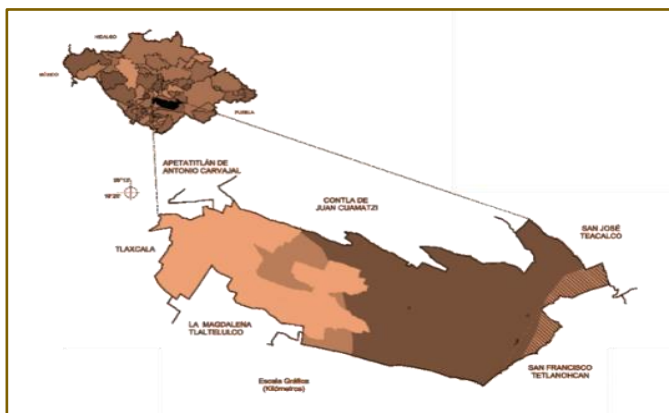 HIDALGO
MÉXICO
PUEBLA
APETATITLÁN DE
ANTONIO CARVAJAL
CONTLA DE
JUAN CUAMATZI
SAN JOSÉ
TEACALCO
TLAXCALA
LA MAGDALENA
TLALTELULCO
SAN FRANCISCO
TETLANOHCAN
Escala Gráfica
(Kilómetros)